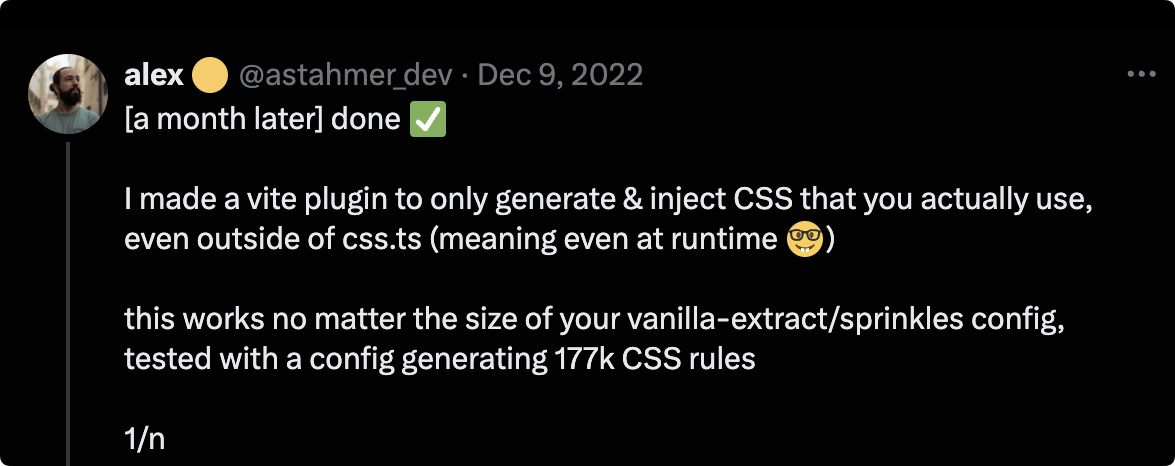 alex 🟡 @astahmer_dev · Dec 9, 2022
[a month later] done ✅
I made a vite plugin to only generate & inject CSS that you actually use,
even outside of css.ts (meaning even at runtime 🤓)
this works no matter the size of your vanilla-extract/sprinkles config,
tested with a config generating 177k CSS rules
1/n